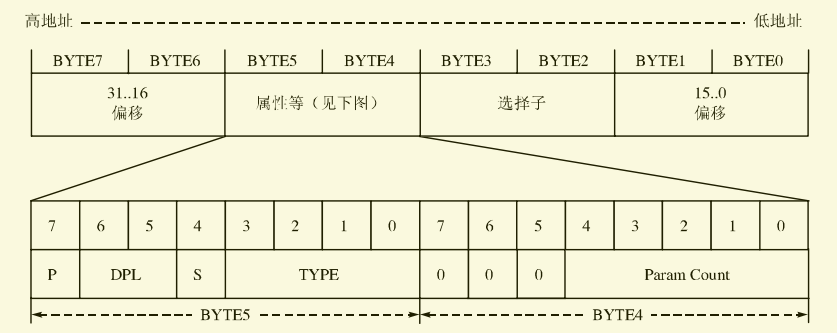 高地址 低地址
BYTE7 BYTE6 BYTE5 BYTE4 BYTE3 BYTE2 BYTE1 BYTE0
31..16
偏移
属性等（见下图）
选择子
15..0
偏移
7 6 5 4 3 2 1 0 7 6 5 4 3 2 1 0
P DPL S TYPE 0 0 0 Param Count
BYTE5 BYTE4